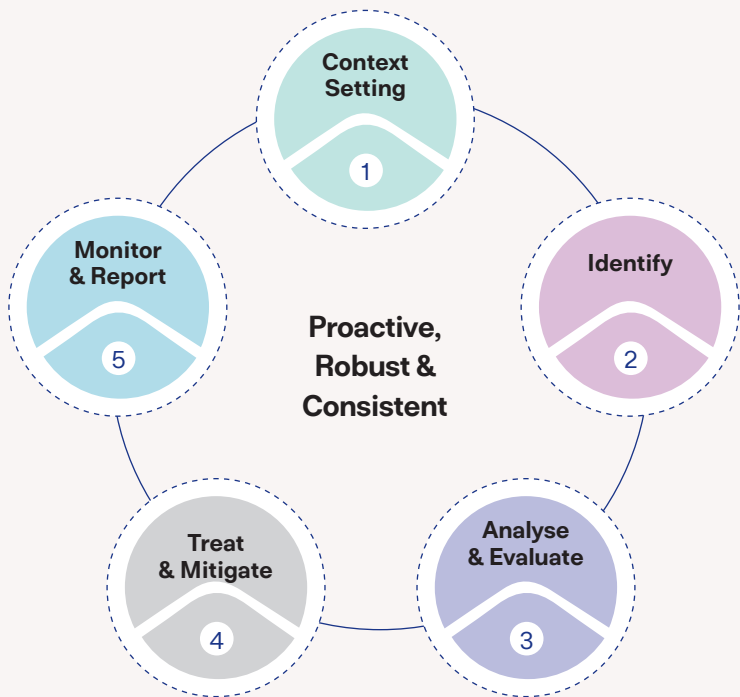 Context
Setting
1
Identify
2
Analyse
& Evaluate
3
Treat
& Mitigate
4
Monitor
& Report
5
Proactive,
Robust &
Consistent